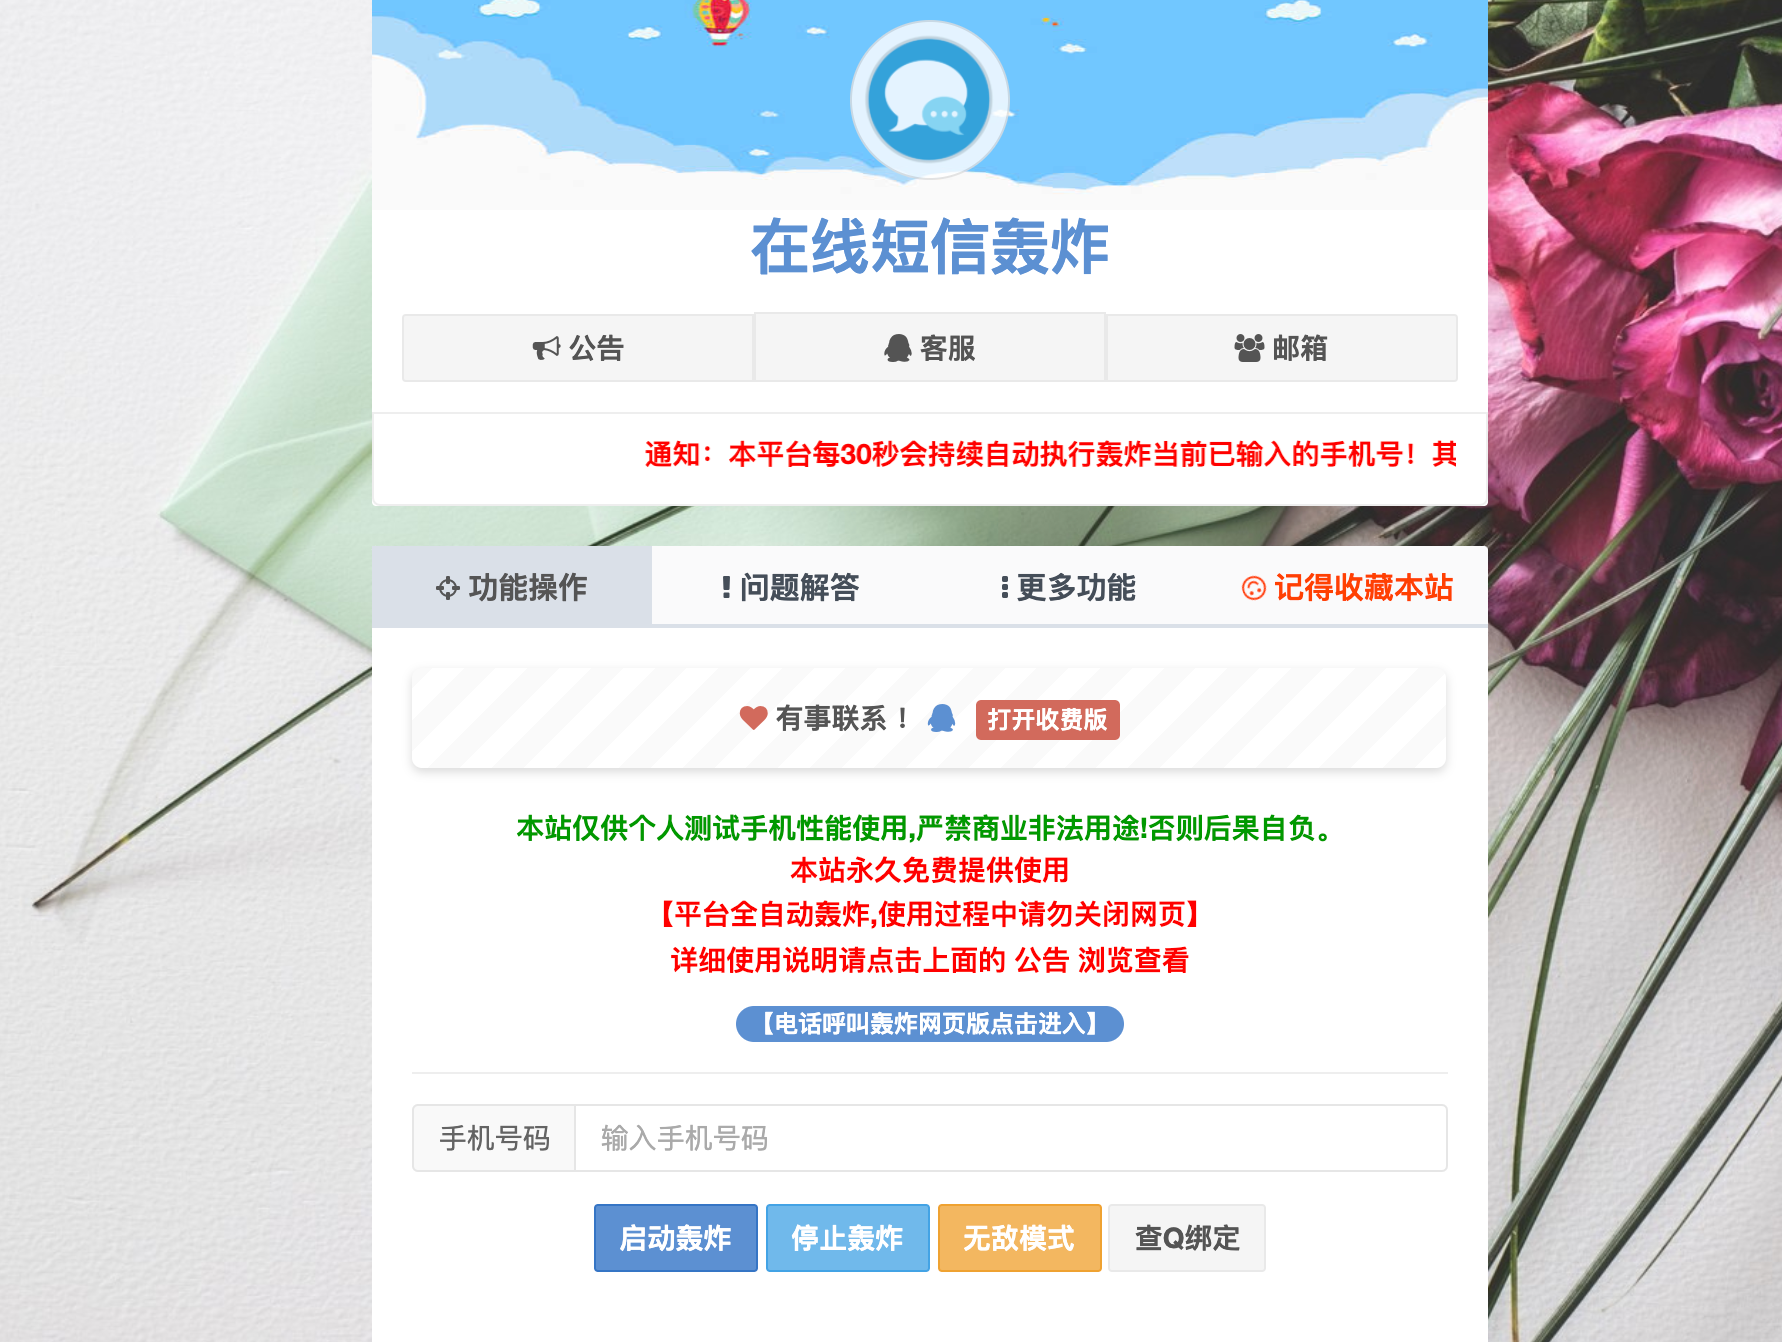 在线短信轰炸
公告
客服
邮箱
通知：本平台每30秒会持续自动执行轰炸当前已输入的手机号！其
功能操作
问题解答
更多功能
记得收藏本站
有事联系！
打开收费版
本站仅供个人测试手机性能使用,严禁商业非法用途!否则后果自负。
本站永久免费提供使用
【平台全自动轰炸,使用过程中请勿关闭网页】
详细使用说明请点击上面的 公告 浏览查看
【电话呼叫轰炸网页版点击进入】
手机号码
输入手机号码
启动轰炸
停止轰炸
无敌模式
查Q绑定